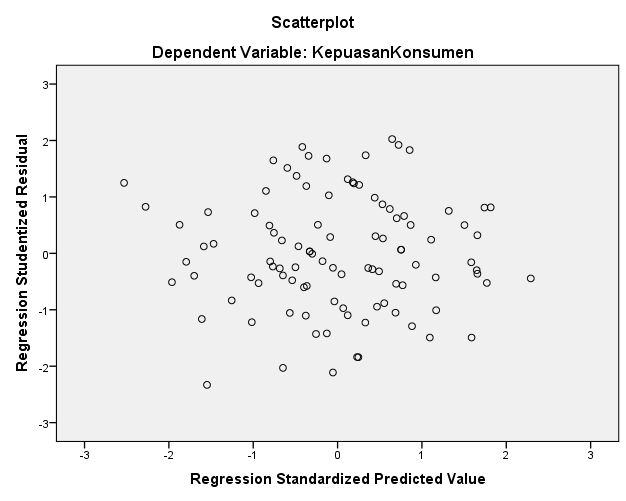 Scatterplot
Dependent Variable: KepuasanKonsumen
Regression Studentized Residual
3
2
1
0
-1
-2
-3
-3 -2 -1 0 1 2 3
Regression Standardized Predicted Value